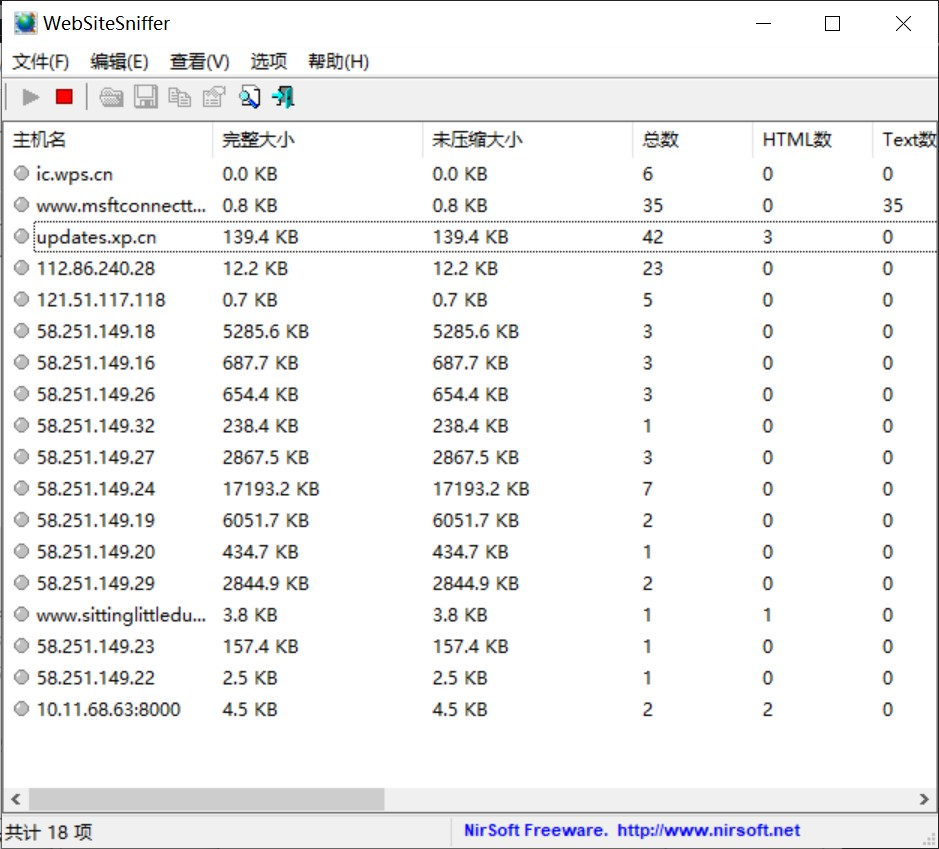 WebSiteSniffer
文件(F) 编辑(E) 查看(V) 选项 帮助(H)
主机名 完整大小 未压缩大小 总数 HTML数 Text数
ic.wps.cn 0.0 KB 0.0 KB 6 0 0
www.msftconnectt... 0.8 KB 0.8 KB 35 0 35
updates.xp.cn 139.4 KB 139.4 KB 42 3 0
112.86.240.28 12.2 KB 12.2 KB 23 0 0
121.51.117.118 0.7 KB 0.7 KB 5 0 0
58.251.149.18 5285.6 KB 5285.6 KB 3 0 0
58.251.149.16 687.7 KB 687.7 KB 3 0 0
58.251.149.26 654.4 KB 654.4 KB 3 0 0
58.251.149.32 238.4 KB 238.4 KB 1 0 0
58.251.149.27 2867.5 KB 2867.5 KB 3 0 0
58.251.149.24 17193.2 KB 17193.2 KB 7 0 0
58.251.149.19 6051.7 KB 6051.7 KB 2 0 0
58.251.149.20 434.7 KB 434.7 KB 1 0 0
58.251.149.29 2844.9 KB 2844.9 KB 2 0 0
www.sittinglittledu... 3.8 KB 3.8 KB 1 1 0
58.251.149.23 157.4 KB 157.4 KB 1 0 0
58.251.149.22 2.5 KB 2.5 KB 1 0 0
10.11.68.63:8000 4.5 KB 4.5 KB 2 2 0
共计 18 项 NirSoft Freeware. http://www.nirsoft.net